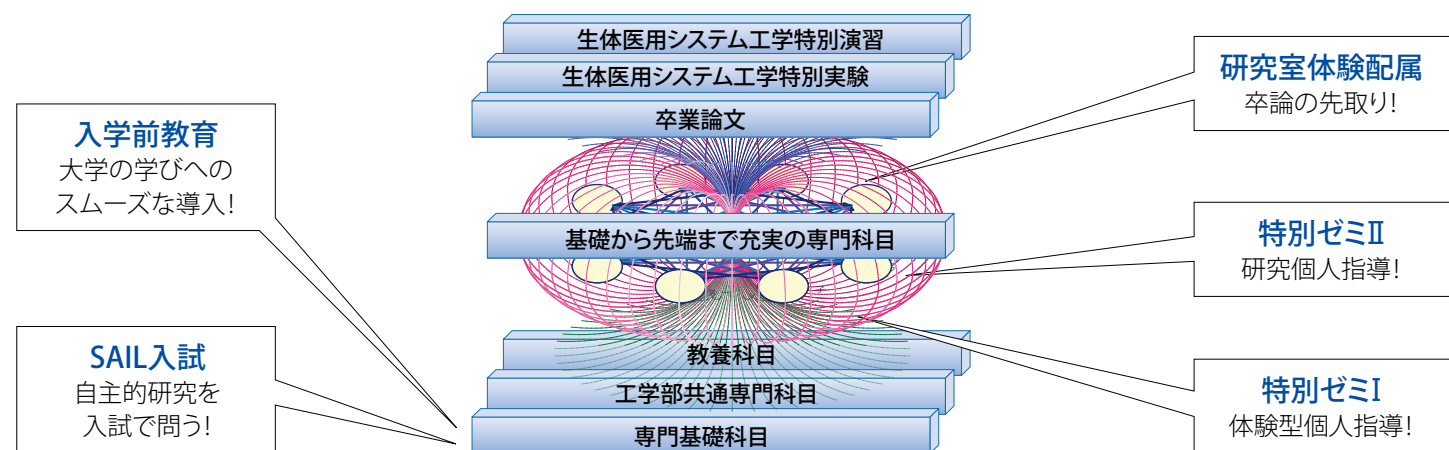 生体医用システム工学特別演習
生体医用システム工学特別実験
卒業論文
基礎から先端まで充実の専門科目
教養科目
工学部共通専門科目
専門基礎科目
入学前教育
大学の学びへの
スムーズな導入!
SAIL入試
自主的研究を
入試で問う!
研究室体験配属
卒論の先取り!
特別ゼミⅡ
研究個人指導!
特別ゼミⅠ
体験型個人指導!